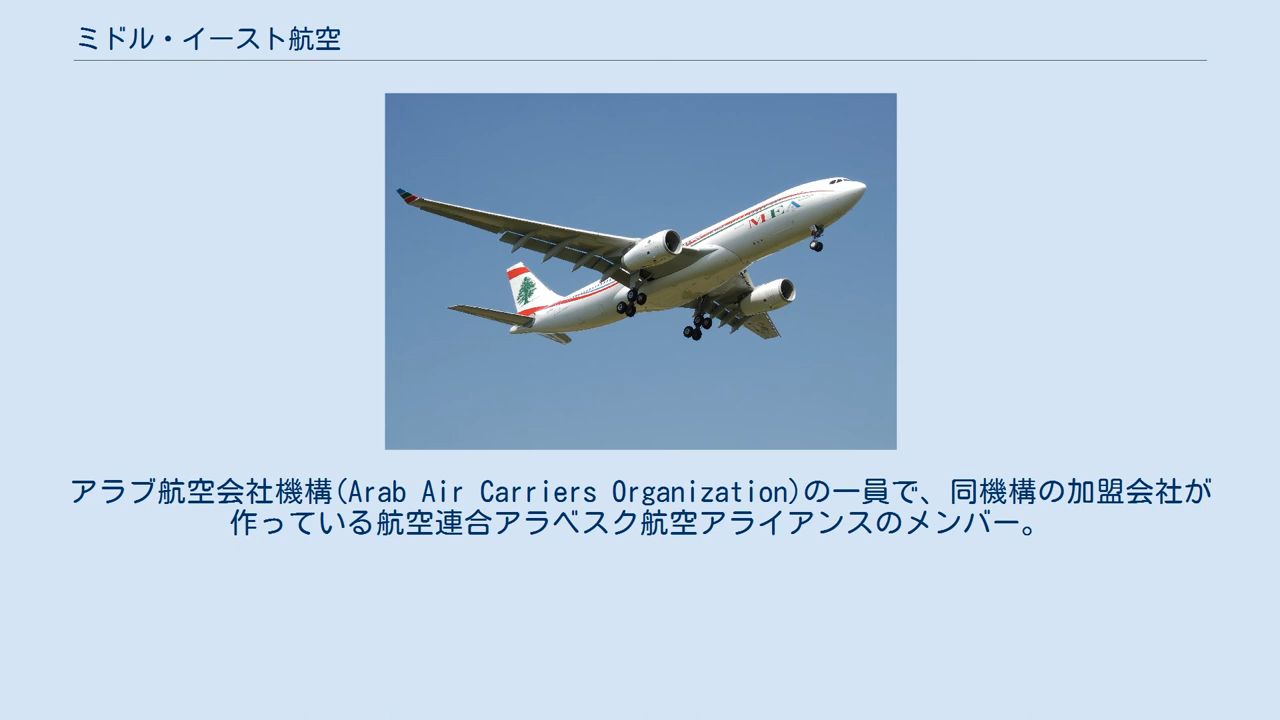 ミドル・イースト航空
MEA
アラブ航空会社機構(Arab Air Carriers Organization)の一員で、同機構の加盟会社が
作っている航空連合アラベスク航空アライアンスのメンバー。